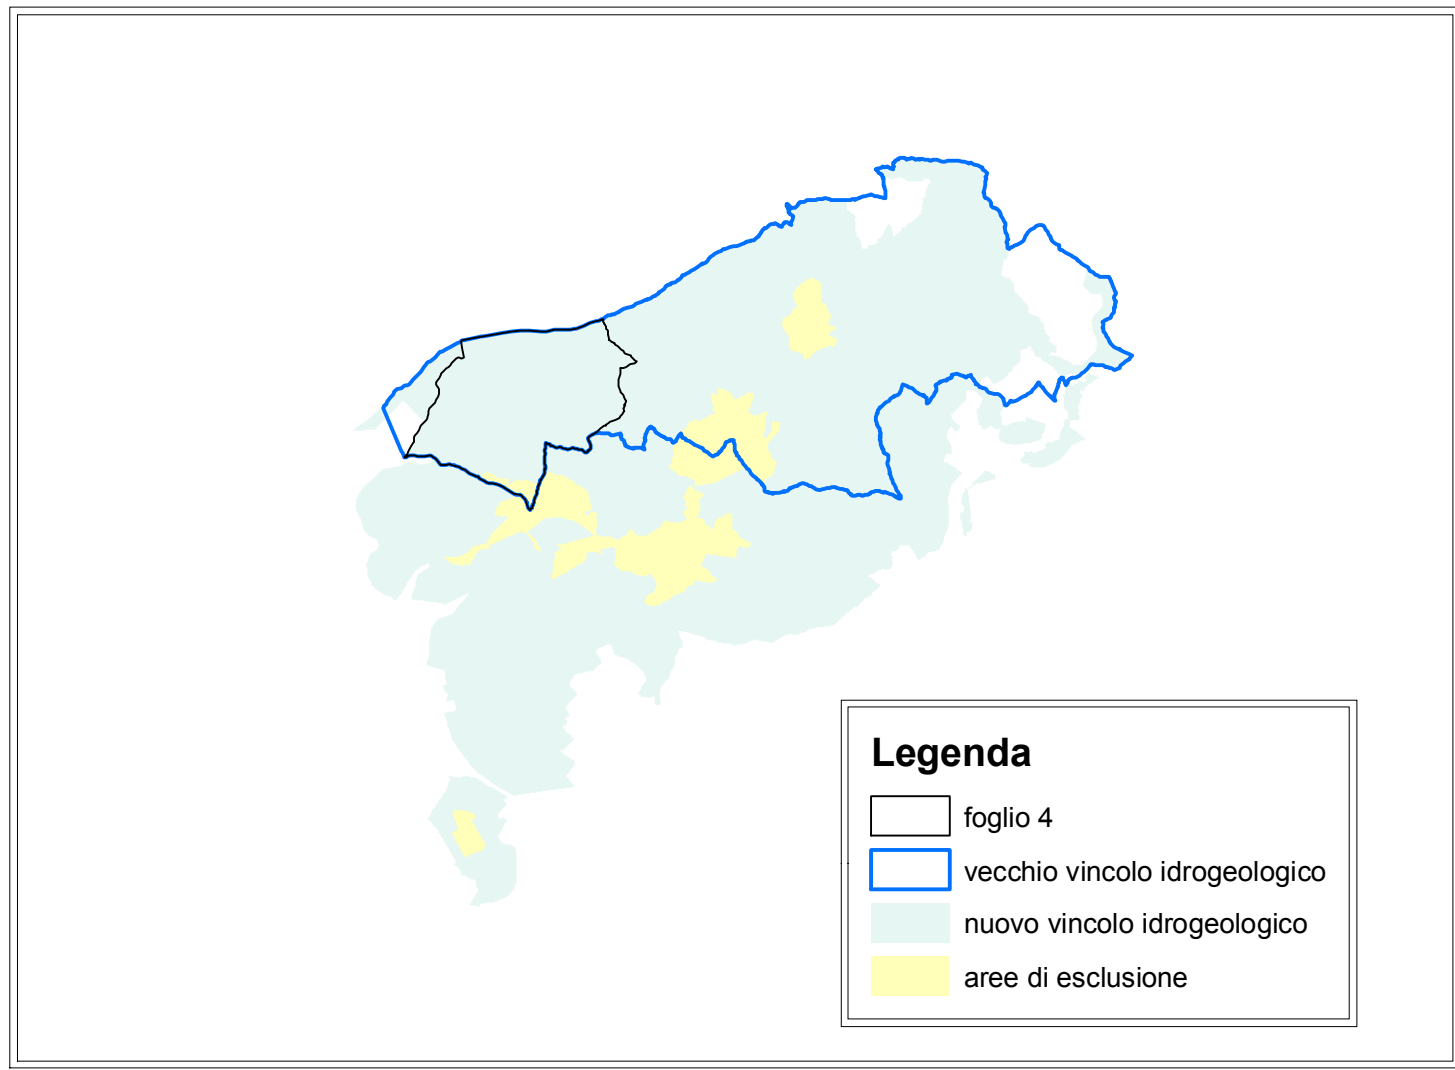 Legenda
foglio 4
vecchio vincolo idrogeologico
nuovo vincolo idrogeologico
aree di esclusione